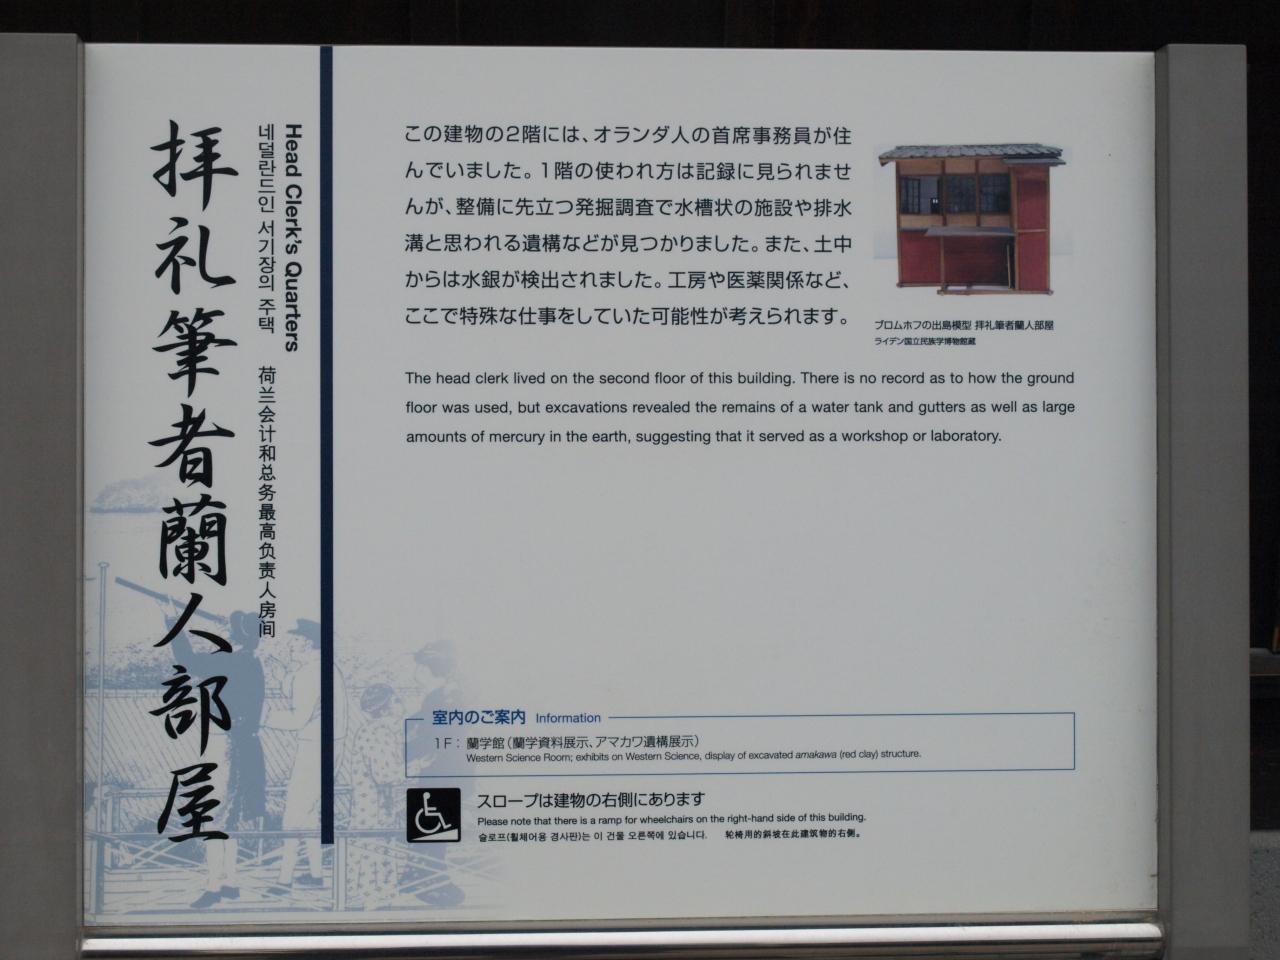 拝礼筆者蘭人部屋
Head Clerk's Quarters
네덜란드인 서기장의 주택 荷兰会计和总务最高负责人房间
この建物の2階には、オランダ人の首席事務員が住
んでいました。1階の使われ方は記録に見られませ
んが、整備に先立つ発掘調査で水槽状の施設や排水
溝と思われる遺構などが見つかりました。また、土中
からは水銀が検出されました。工房や医薬関係など、
ここで特殊な仕事をしていた可能性が考えられます。
ブロムホフの出島模型 拝礼筆者蘭人部屋
ライデン国立民族学博物館蔵
The head clerk lived on the second floor of this building. There is no record as to how the ground
floor was used, but excavations revealed the remains of a water tank and gutters as well as large
amounts of mercury in the earth, suggesting that it served as a workshop or laboratory.
室内のご案内 Information
1F: 蘭学館(蘭学資料展示、アマカワ遺構展示)
Western Science Room; exhibits on Western Science, display of excavated amakawa (red clay) structure.
スロープは建物の右側にあります
Please note that there is a ramp for wheelchairs on the right-hand side of this building.
슬로프(휠체어용 경사판)는 이 건물 오른쪽에 있습니다. 轮椅用的斜坡在此建筑物的右侧。